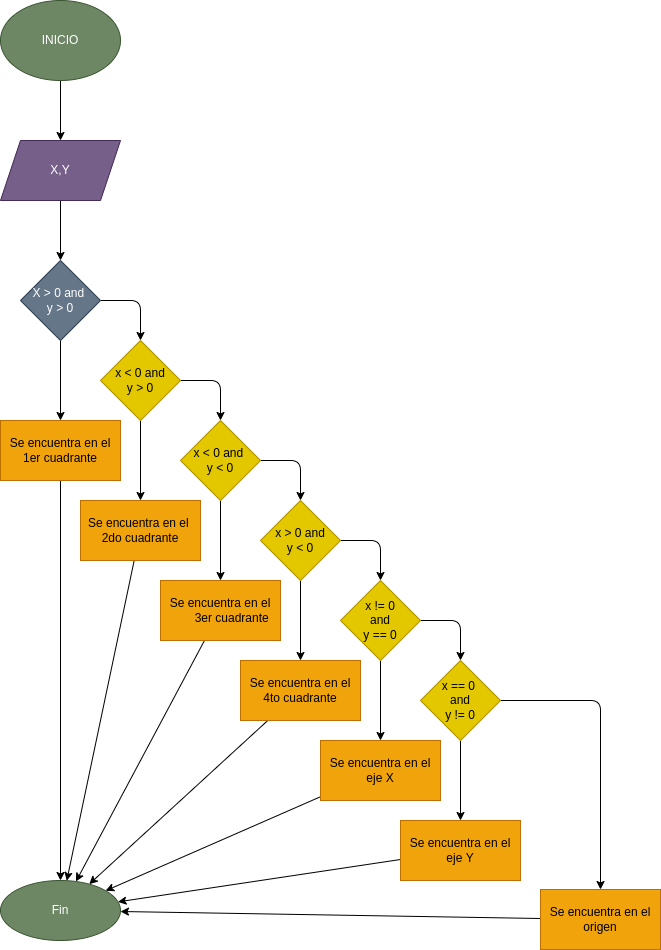 INICIO
X,Y
X > 0 and
y > 0
x < 0 and
y > 0
x < 0 and
y < 0
Se encuentra en el
1er cuadrante
x > 0 and
y < 0
Se encuentra en el
2do cuadrante
x != 0
and
y == 0
Se encuentra en el
3er cuadrante
x == 0
and
y != 0
Se encuentra en el
4to cuadrante
Se encuentra en el
eje X
Se encuentra en el
eje Y
Fin
Se encuentra en el
origen